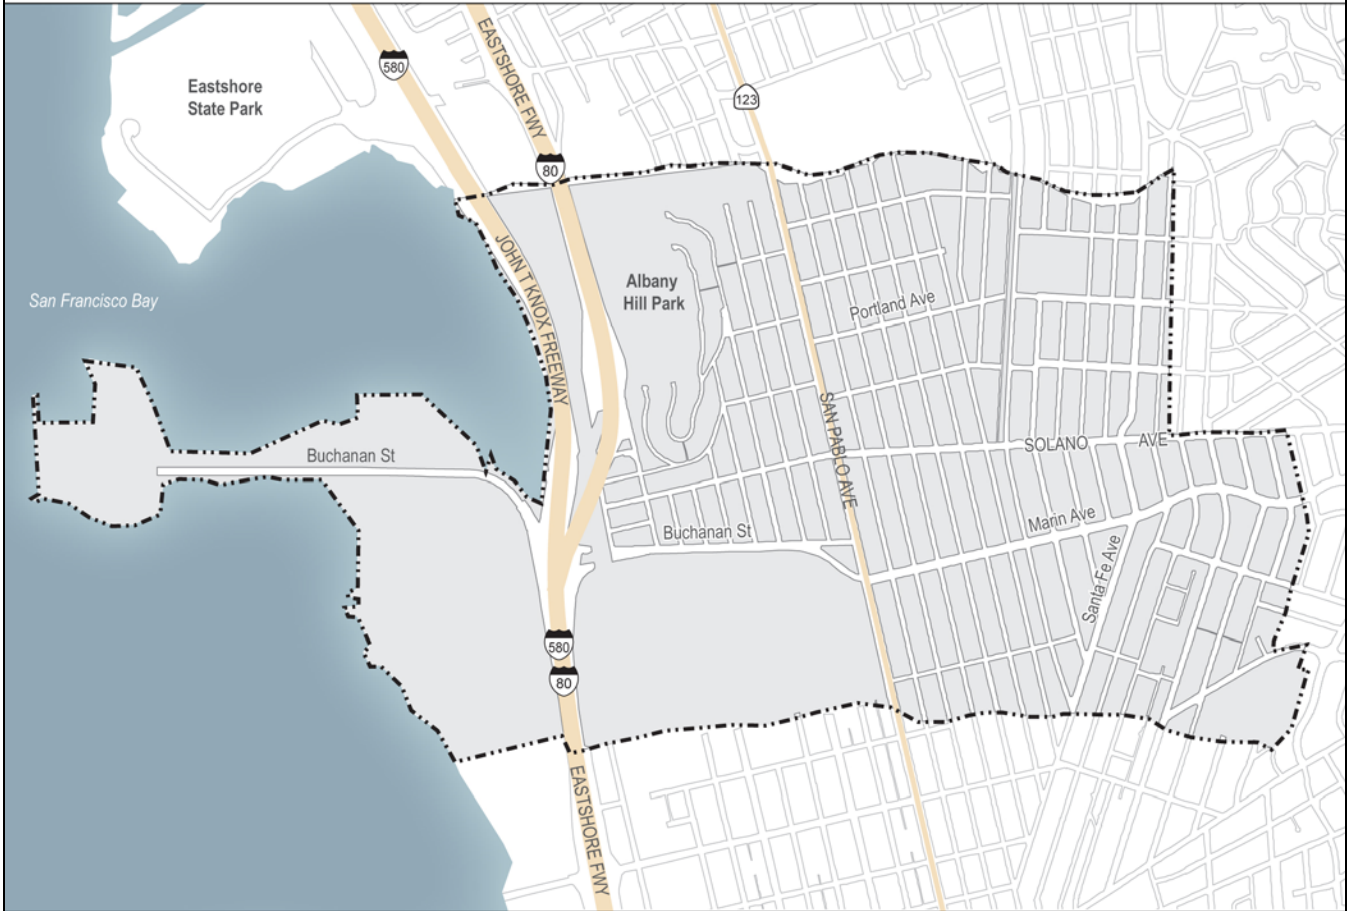 580
EASTSHORE FWY
Eastshore
State Park
123
80
JOHN T KNOX FREEWAY
Albany
Hill Park
San Francisco Bay
Portland Ave
SAN PABLO AVE
SOLANO AVE
Buchanan St
Marin Ave
Buchanan St
Santa Fe Ave
580
80
EASTSHORE FWY